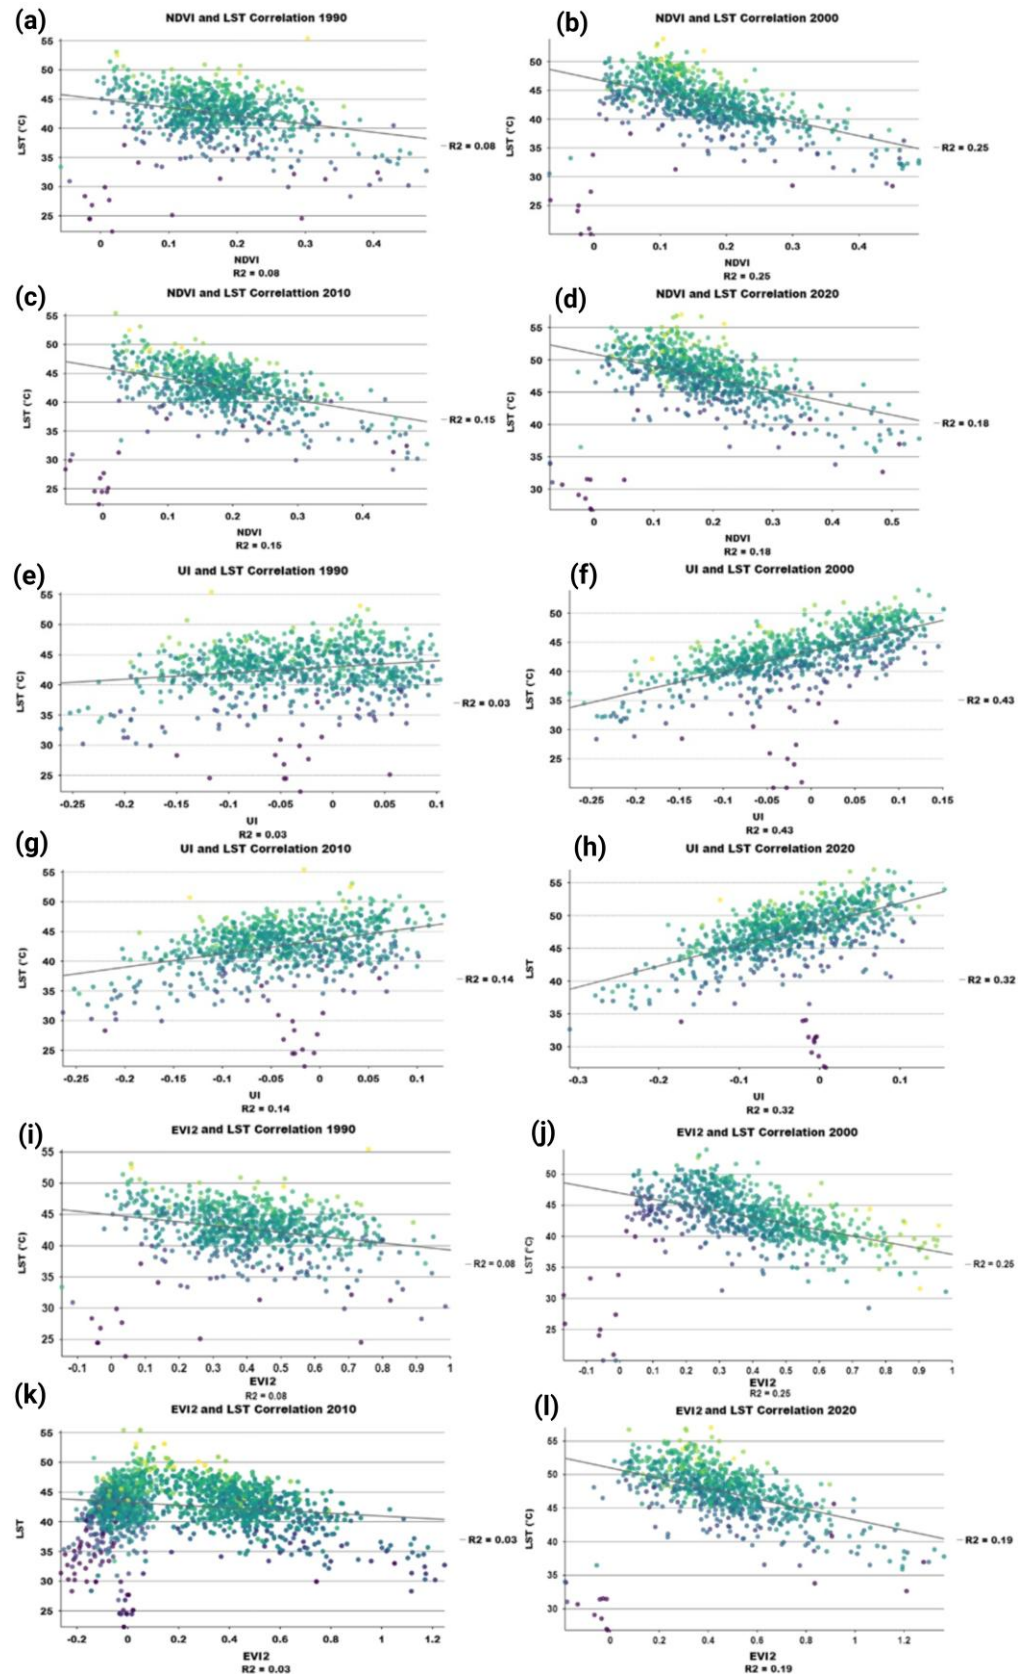 (a)
NDVI and LST Correlation 1990
55
50
45
40
35
30
25
LST (°C)
0 0.1 0.2 0.3 0.4
NDVI
R2 = 0.08
R2 = 0.08
(b)
NDVI and LST Correlation 2000
50
45
40
35
30
25
LST (°C)
0 0.1 0.2 0.3 0.4
NDVI
R2 = 0.25
R2 = 0.25
(c)
NDVI and LST Correlattion 2010
55
50
45
40
35
30
25
LST (°C)
0 0.1 0.2 0.3 0.4
NDVI
R2 = 0.15
R2 = 0.15
(d)
NDVI and LST Correlation 2020
55
50
45
40
35
30
LST (°C)
0 0.1 0.2 0.3 0.4 0.5
NDVI
R2 = 0.18
R2 = 0.18
(e)
UI and LST Correlation 1990
55
50
45
40
35
30
25
LST (°C)
-0.25 -0.2 -0.15 -0.1 -0.05 0 0.05 0.1
UI
R2 = 0.03
R2 = 0.03
(f)
UI and LST Correlation 2000
50
45
40
35
30
25
LST (°C)
-0.25 -0.2 -0.15 -0.1 -0.05 0 0.05 0.1 0.15
UI
R2 = 0.43
R2 = 0.43
(g)
UI and LST Correlation 2010
55
50
45
40
35
30
25
LST (°C)
-0.25 -0.2 -0.15 -0.1 -0.05 0 0.05 0.1
UI
R2 = 0.14
R2 = 0.14
(h)
UI and LST Correlation 2020
55
50
45
40
35
30
LST
-0.3 -0.2 -0.1 0 0.1
UI
R2 = 0.32
R2 = 0.32
(i)
EVI2 and LST Correlation 1990
55
50
45
40
35
30
25
LST (°C)
-0.1 0 0.1 0.2 0.3 0.4 0.5 0.6 0.7 0.8 0.9 1
EVI2
R2 = 0.08
R2 = 0.08
(j)
EVI2 and LST Correlation 2000
50
45
40
35
30
25
LST (°C)
-0.1 0 0.1 0.2 0.3 0.4 0.5 0.6 0.7 0.8 0.9 1
EVI2
R2 = 0.25
R2 = 0.25
(k)
EVI2 and LST Correlation 2010
55
50
45
40
35
30
25
LST
-0.2 0 0.2 0.4 0.6 0.8 1 1.2
EVI2
R2 = 0.03
R2 = 0.03
(l)
EVI2 and LST Correlation 2020
55
50
45
40
35
30
LST (°C)
0 0.2 0.4 0.6 0.8 1 1.2
EVI2
R2 = 0.19
R2 = 0.19